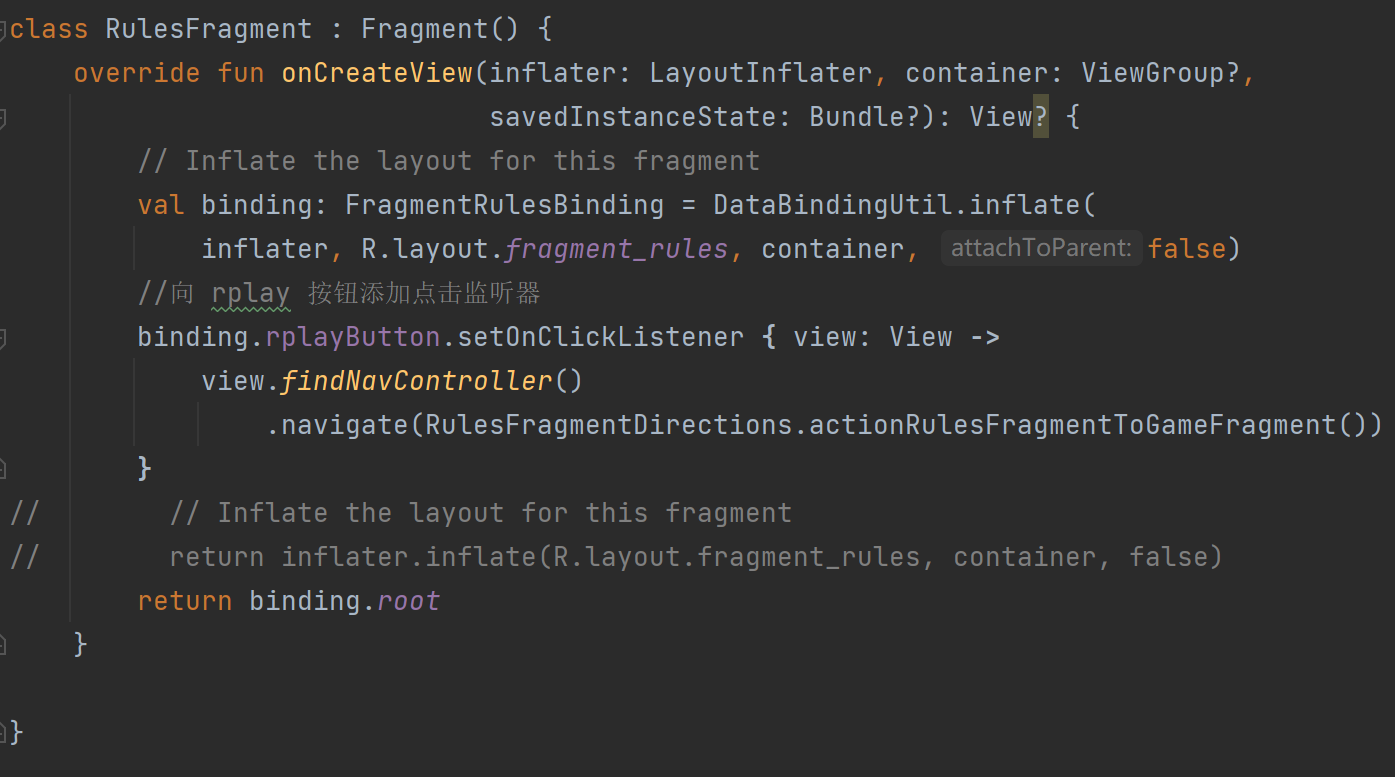 class RulesFragment : Fragment() {
override fun onCreateView(inflater: LayoutInflater, container: ViewGroup?,
savedInstanceState: Bundle?): View? {
// Inflate the layout for this fragment
val binding: FragmentRulesBinding = DataBindingUtil.inflate(
inflater, R.layout.fragment_rules, container, attachToParent: false)
//向 rplay 按钮添加点击监听器
binding.rplayButton.setOnClickListener { view: View ->
view.findNavController()
.navigate(RulesFragmentDirections.actionRulesFragmentToGameFragment())
}
// // Inflate the layout for this fragment
// return inflater.inflate(R.layout.fragment_rules, container, false)
return binding.root
}
}